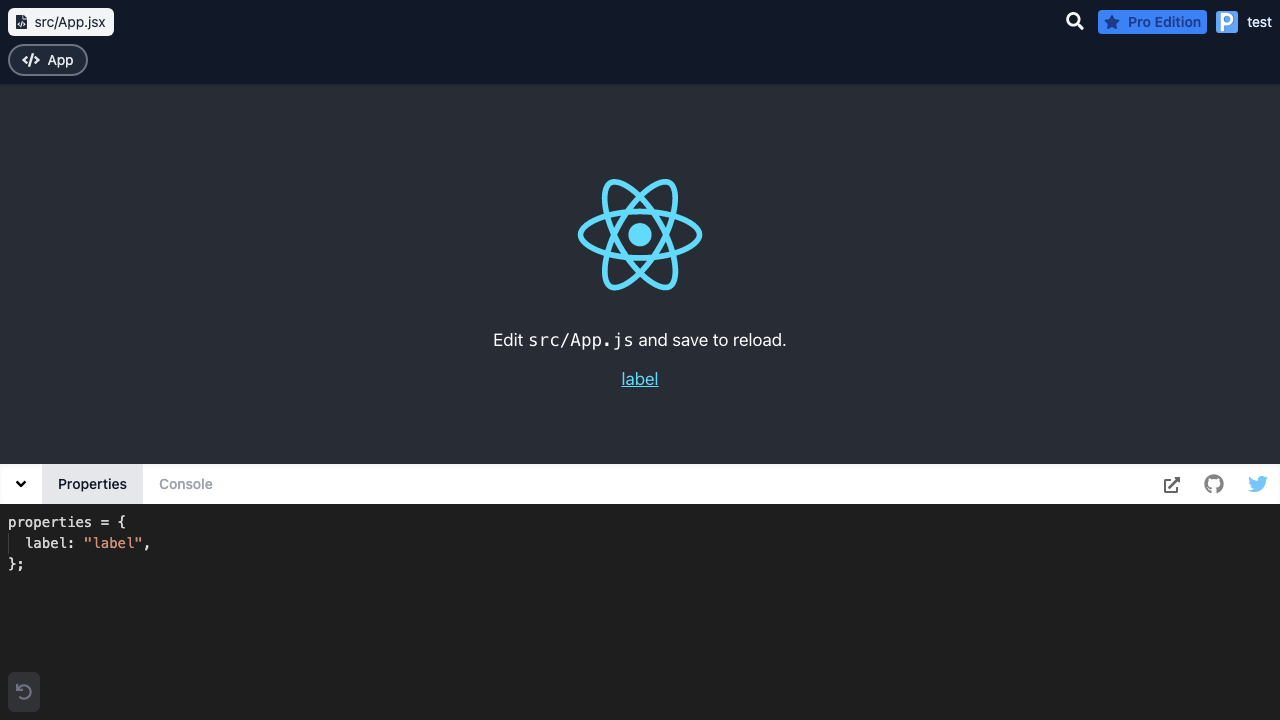 src/App.jsx
Pro Edition
test
App
Edit src/App.js and save to reload.
label
Properties
Console
properties = {
  label: "label",
};